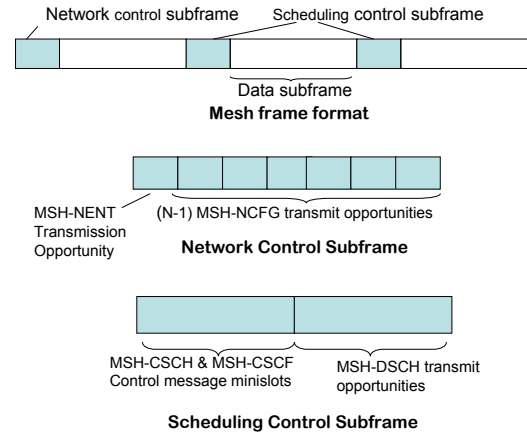 Network control subframe
Scheduling control subframe
Data subframe
Mesh frame format
MSH-NENT
Transmission
Opportunity
(N-1) MSH-NCFG transmit opportunities
Network Control Subframe
MSH-CSCH & MSH-CSCF
Control message minislots
MSH-DSCH transmit
opportunities
Scheduling Control Subframe